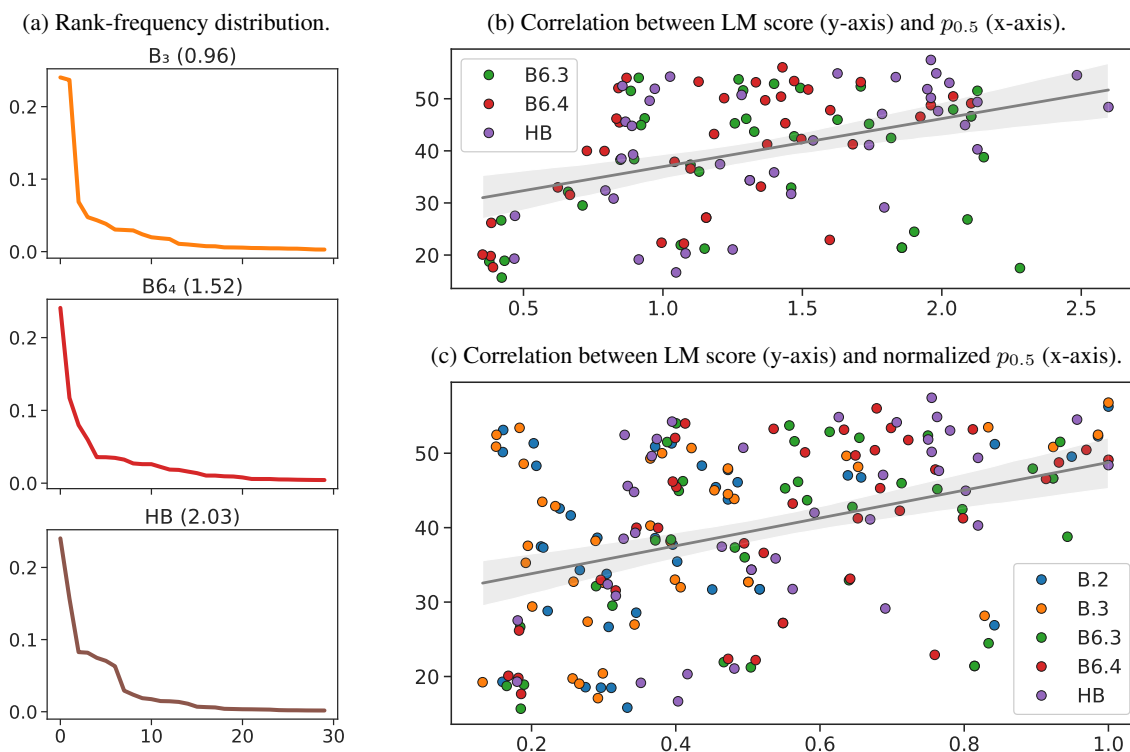 (a) Rank-frequency distribution.
B₃ (0.96)
0.2
0.0
B6₄ (1.52)
0.2
0.1
0.0
HB (2.03)
0.2
0.1
0.0
0 10 20 30
(b) Correlation between LM score (y-axis) and p₀.₅ (x-axis).
B6.3
B6.4
HB
50
40
30
20
0.5 1.0 1.5 2.0 2.5
(c) Correlation between LM score (y-axis) and normalized p₀.₅ (x-axis).
50
40
30
20
B.2
B.3
B6.3
B6.4
HB
0.2 0.4 0.6 0.8 1.0